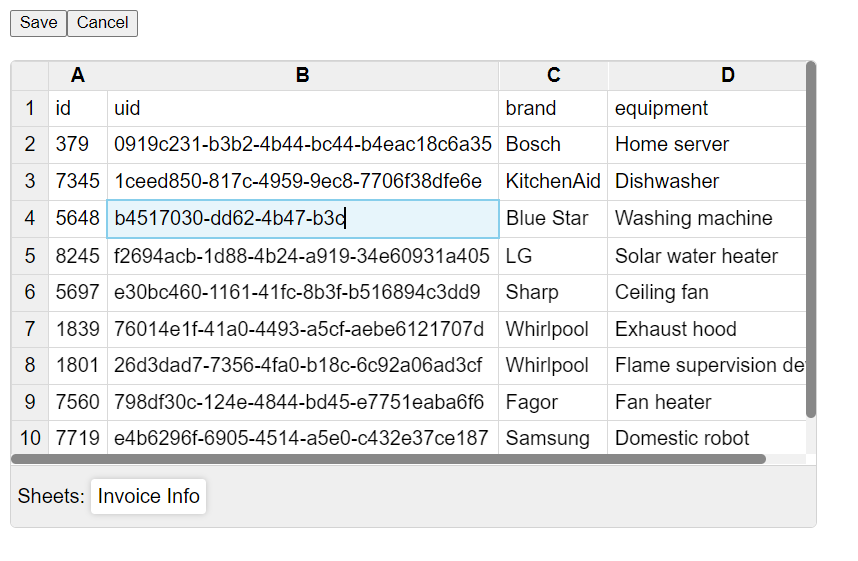 Save Cancel
A B C D
1 id uid brand equipment
2 379 0919c231-b3b2-4b44-bc44-b4eac18c6a35 Bosch Home server
3 7345 1ceed850-817c-4959-9ec8-7706f38dfe6e KitchenAid Dishwasher
4 5648 b4517030-dd62-4b47-b3c Blue Star Washing machine
5 8245 f2694acb-1d88-4b24-a919-34e60931a405 LG Solar water heater
6 5697 e30bc460-1161-41fc-8b3f-b516894c3dd9 Sharp Ceiling fan
7 1839 76014e1f-41a0-4493-a5cf-aebe6121707d Whirlpool Exhaust hood
8 1801 26d3dad7-7356-4fa0-b18c-6c92a06ad3cf Whirlpool Flame supervision de
9 7560 798df30c-124e-4844-bd45-e7751eaba6f6 Fagor Fan heater
10 7719 e4b6296f-6905-4514-a5e0-c432e37ce187 Samsung Domestic robot
Sheets: Invoice Info